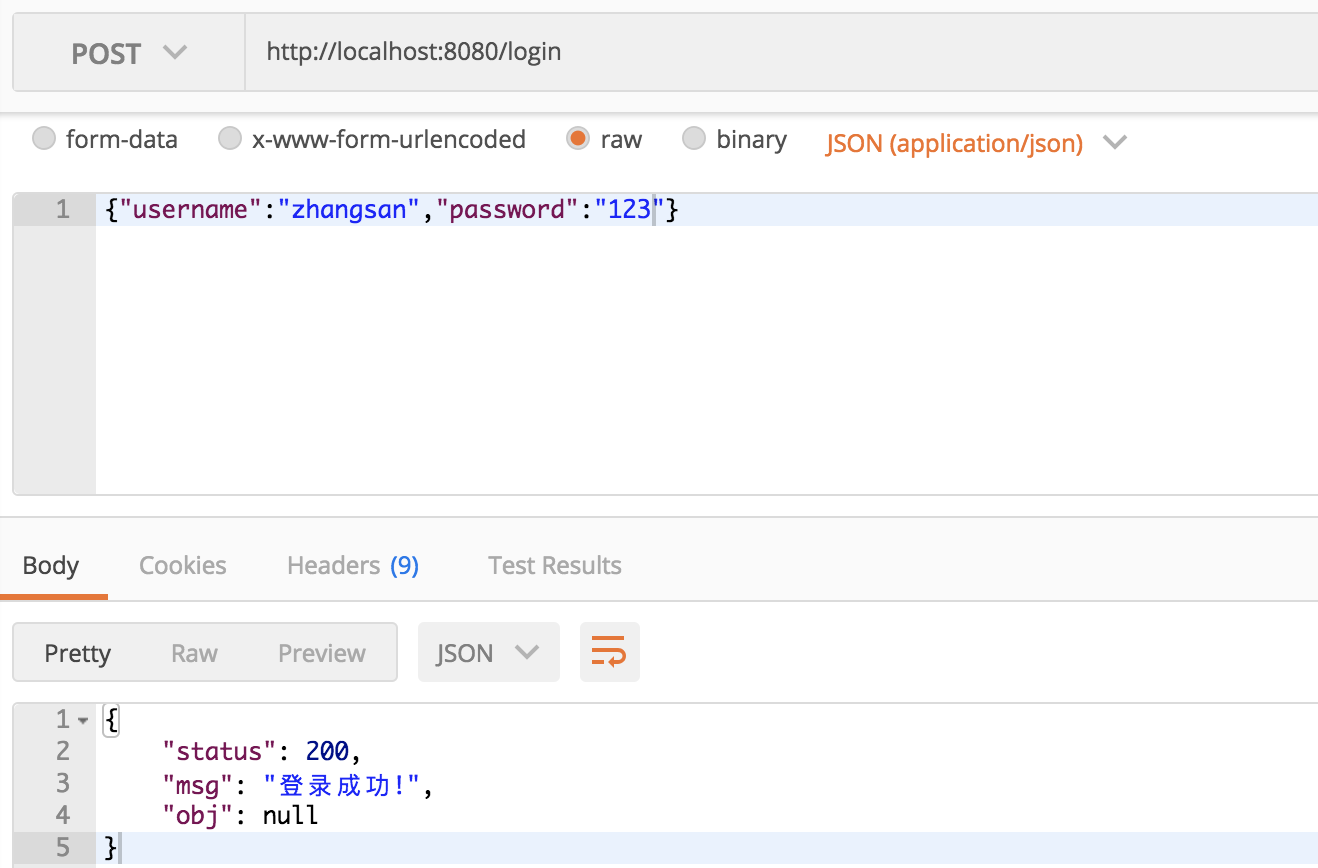 POST http://localhost:8080/login
form-data x-www-form-urlencoded raw binary JSON (application/json)
1 {"username":"zhangsan","password":"123"}
Body Cookies Headers (9) Test Results
Pretty Raw Preview JSON
1 {
2 "status": 200,
3 "msg": "登录成功!",
4 "obj": null
5 }